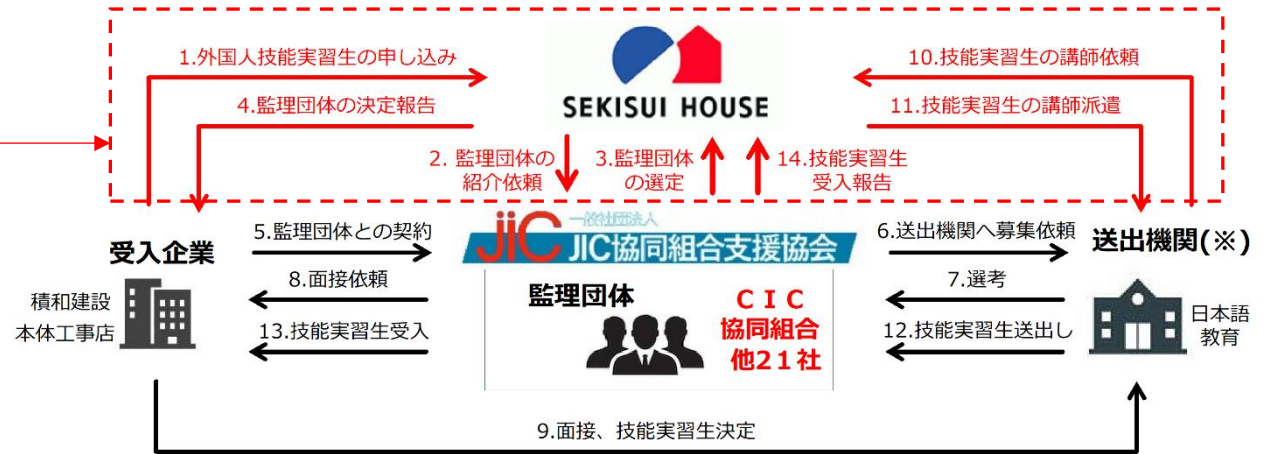 1.外国人技能実習生の申し込み
10.技能実習生の講師依頼
4.監理団体の決定報告
SEKISUI HOUSE
11.技能実習生の講師派遣
2. 監理団体の
紹介依頼
3.監理団体
の選定
14.技能実習生
受入報告
受入企業
積和建設
本体工事店
5.監理団体との契約
8.面接依頼
13.技能実習生受入
jic
一般社団法人
JIC協同組合支援協会
監理団体
CIC
協同組合
他21社
6.送出機関へ募集依頼
7.選考
12.技能実習生送出し
送出機関(※)
日本語
教育
9.面接、技能実習生決定